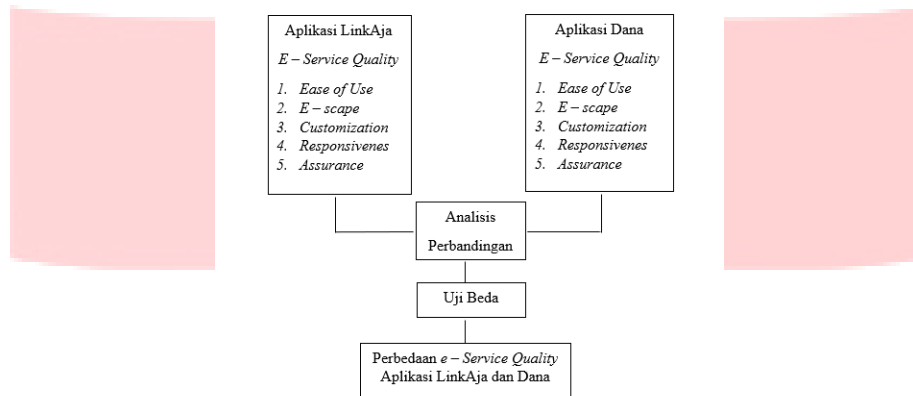 Aplikasi LinkAja
E – Service Quality
1. Ease of Use
2. E – scape
3. Customization
4. Responsivenes
5. Assurance
Aplikasi Dana
E – Service Quality
1. Ease of Use
2. E – scape
3. Customization
4. Responsivenes
5. Assurance
Analisis
Perbandingan
Uji Beda
Perbedaan e – Service Quality
Aplikasi LinkAja dan Dana